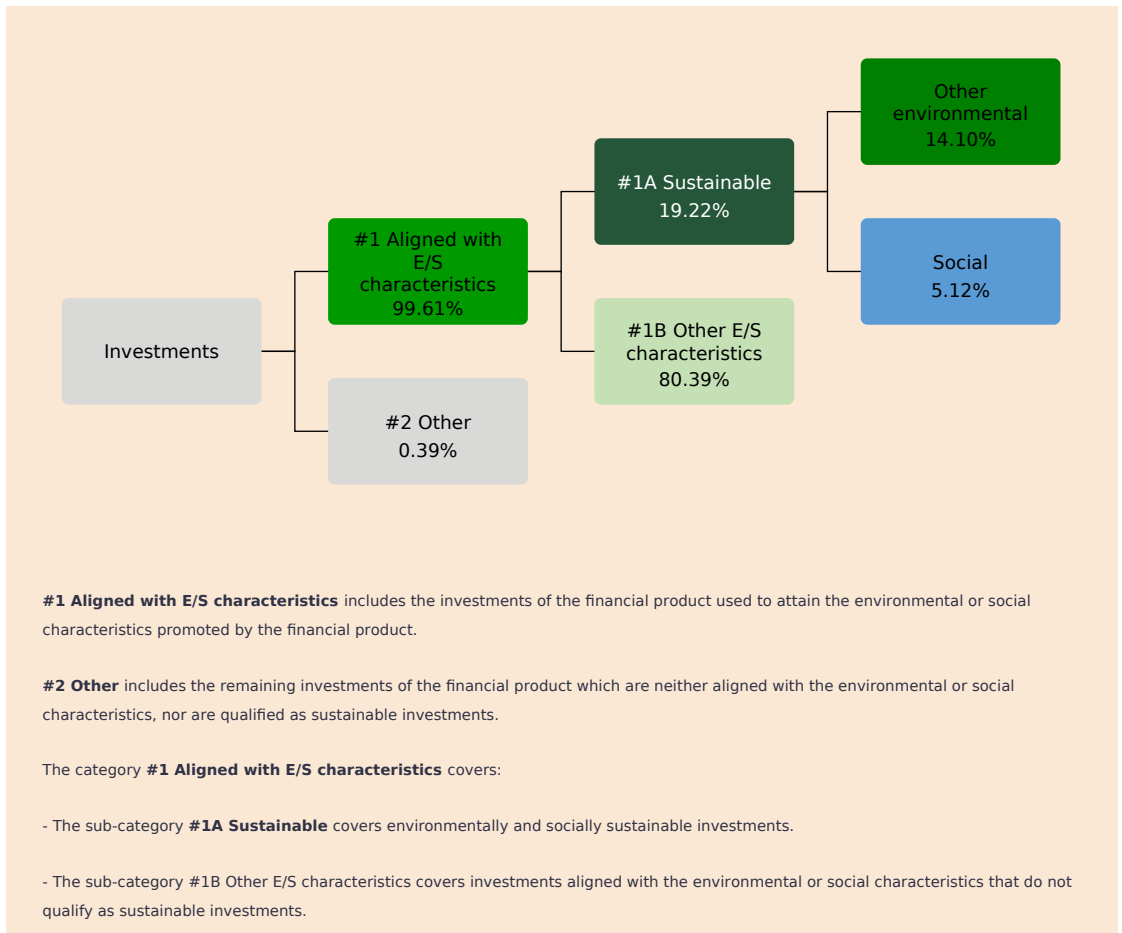 Other
environmental
14.10%
#1A Sustainable
19.22%
#1 Aligned with
E/S
characteristics
99.61%
Social
5.12%
Investments
#1B Other E/S
characteristics
80.39%
#2 Other
0.39%
#1 Aligned with E/S characteristics includes the investments of the financial product used to attain the environmental or social
characteristics promoted by the financial product.
#2 Other includes the remaining investments of the financial product which are neither aligned with the environmental or social
characteristics, nor are qualified as sustainable investments.
The category #1 Aligned with E/S characteristics covers:
- The sub-category #1A Sustainable covers environmentally and socially sustainable investments.
- The sub-category #1B Other E/S characteristics covers investments aligned with the environmental or social characteristics that do not
qualify as sustainable investments.